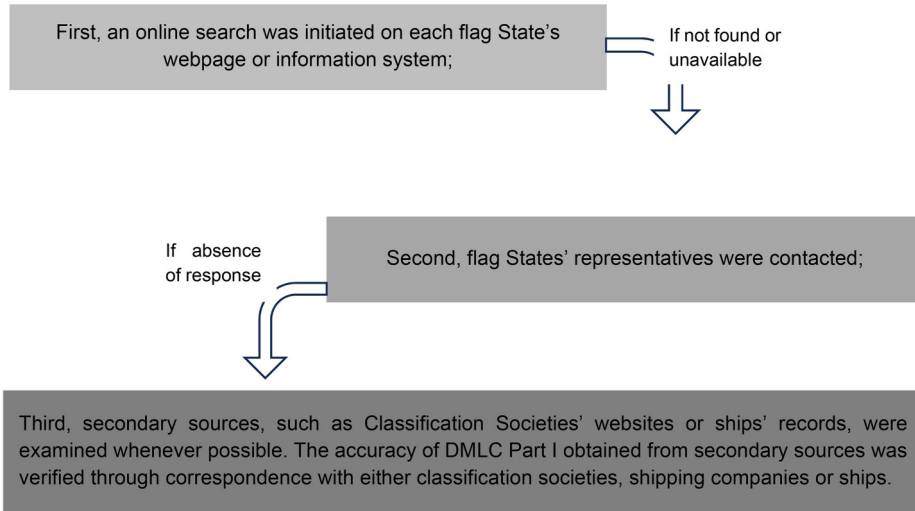 First, an online search was initiated on each flag State's
webpage or information system;
If not found or
unavailable
If absence
of response
Second, flag States' representatives were contacted;
Third, secondary sources, such as Classification Societies' websites or ships' records, were
examined whenever possible. The accuracy of DMLC Part I obtained from secondary sources was
verified through correspondence with either classification societies, shipping companies or ships.